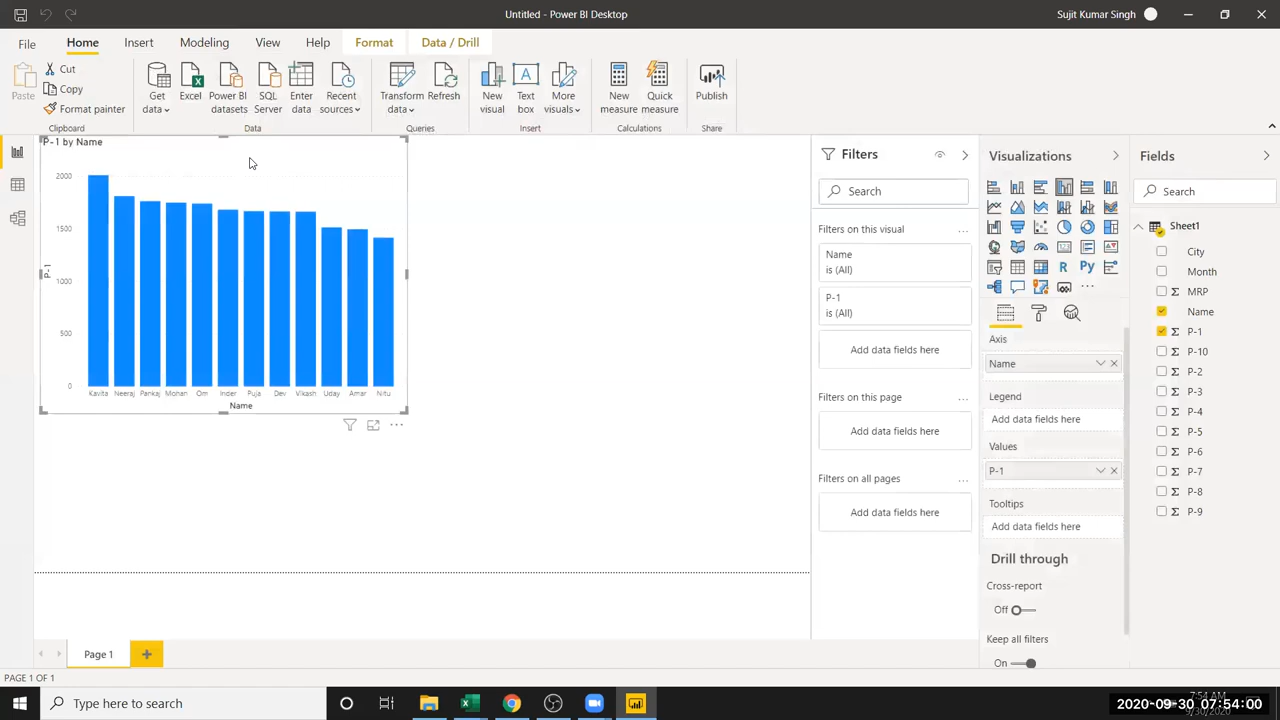 Untitled - Power BI Desktop
Sujit Kumar Singh
File Home Insert Modeling View Help Format Data / Drill
Paste
Cut
Copy
Format painter
Clipboard
Get data
Excel
Power BI datasets
SQL Server
Enter data
Recent sources
Data
Transform data
Refresh
Queries
New visual
Text box
More visuals
Insert
New measure
Quick measure
Calculations
Publish
Share
P-1 by Name
2000
1500
1000
500
0
P-1
Kavita Neeraj Pankaj Mohan Om Inder Puja Dev Vikash Uday Amar Nitu
Name
Filters
Search
Filters on this visual ...
Name
is (All)
P-1
is (All)
Add data fields here
Filters on this page ...
Add data fields here
Filters on all pages ...
Add data fields here
Visualizations
R Py
...
Axis
Name
Legend
Add data fields here
Values
P-1
Tooltips
Add data fields here
Drill through
Cross-report
Off
Keep all filters
On
Fields
Search
Sheet1
City
Month
Σ MRP
Name
Σ P-1
Σ P-10
Σ P-2
Σ P-3
Σ P-4
Σ P-5
Σ P-6
Σ P-7
Σ P-8
Σ P-9
Page 1
PAGE 1 OF 1
Type here to search
7:54 AM
2020-09-30 07:54:00
9/30/2020